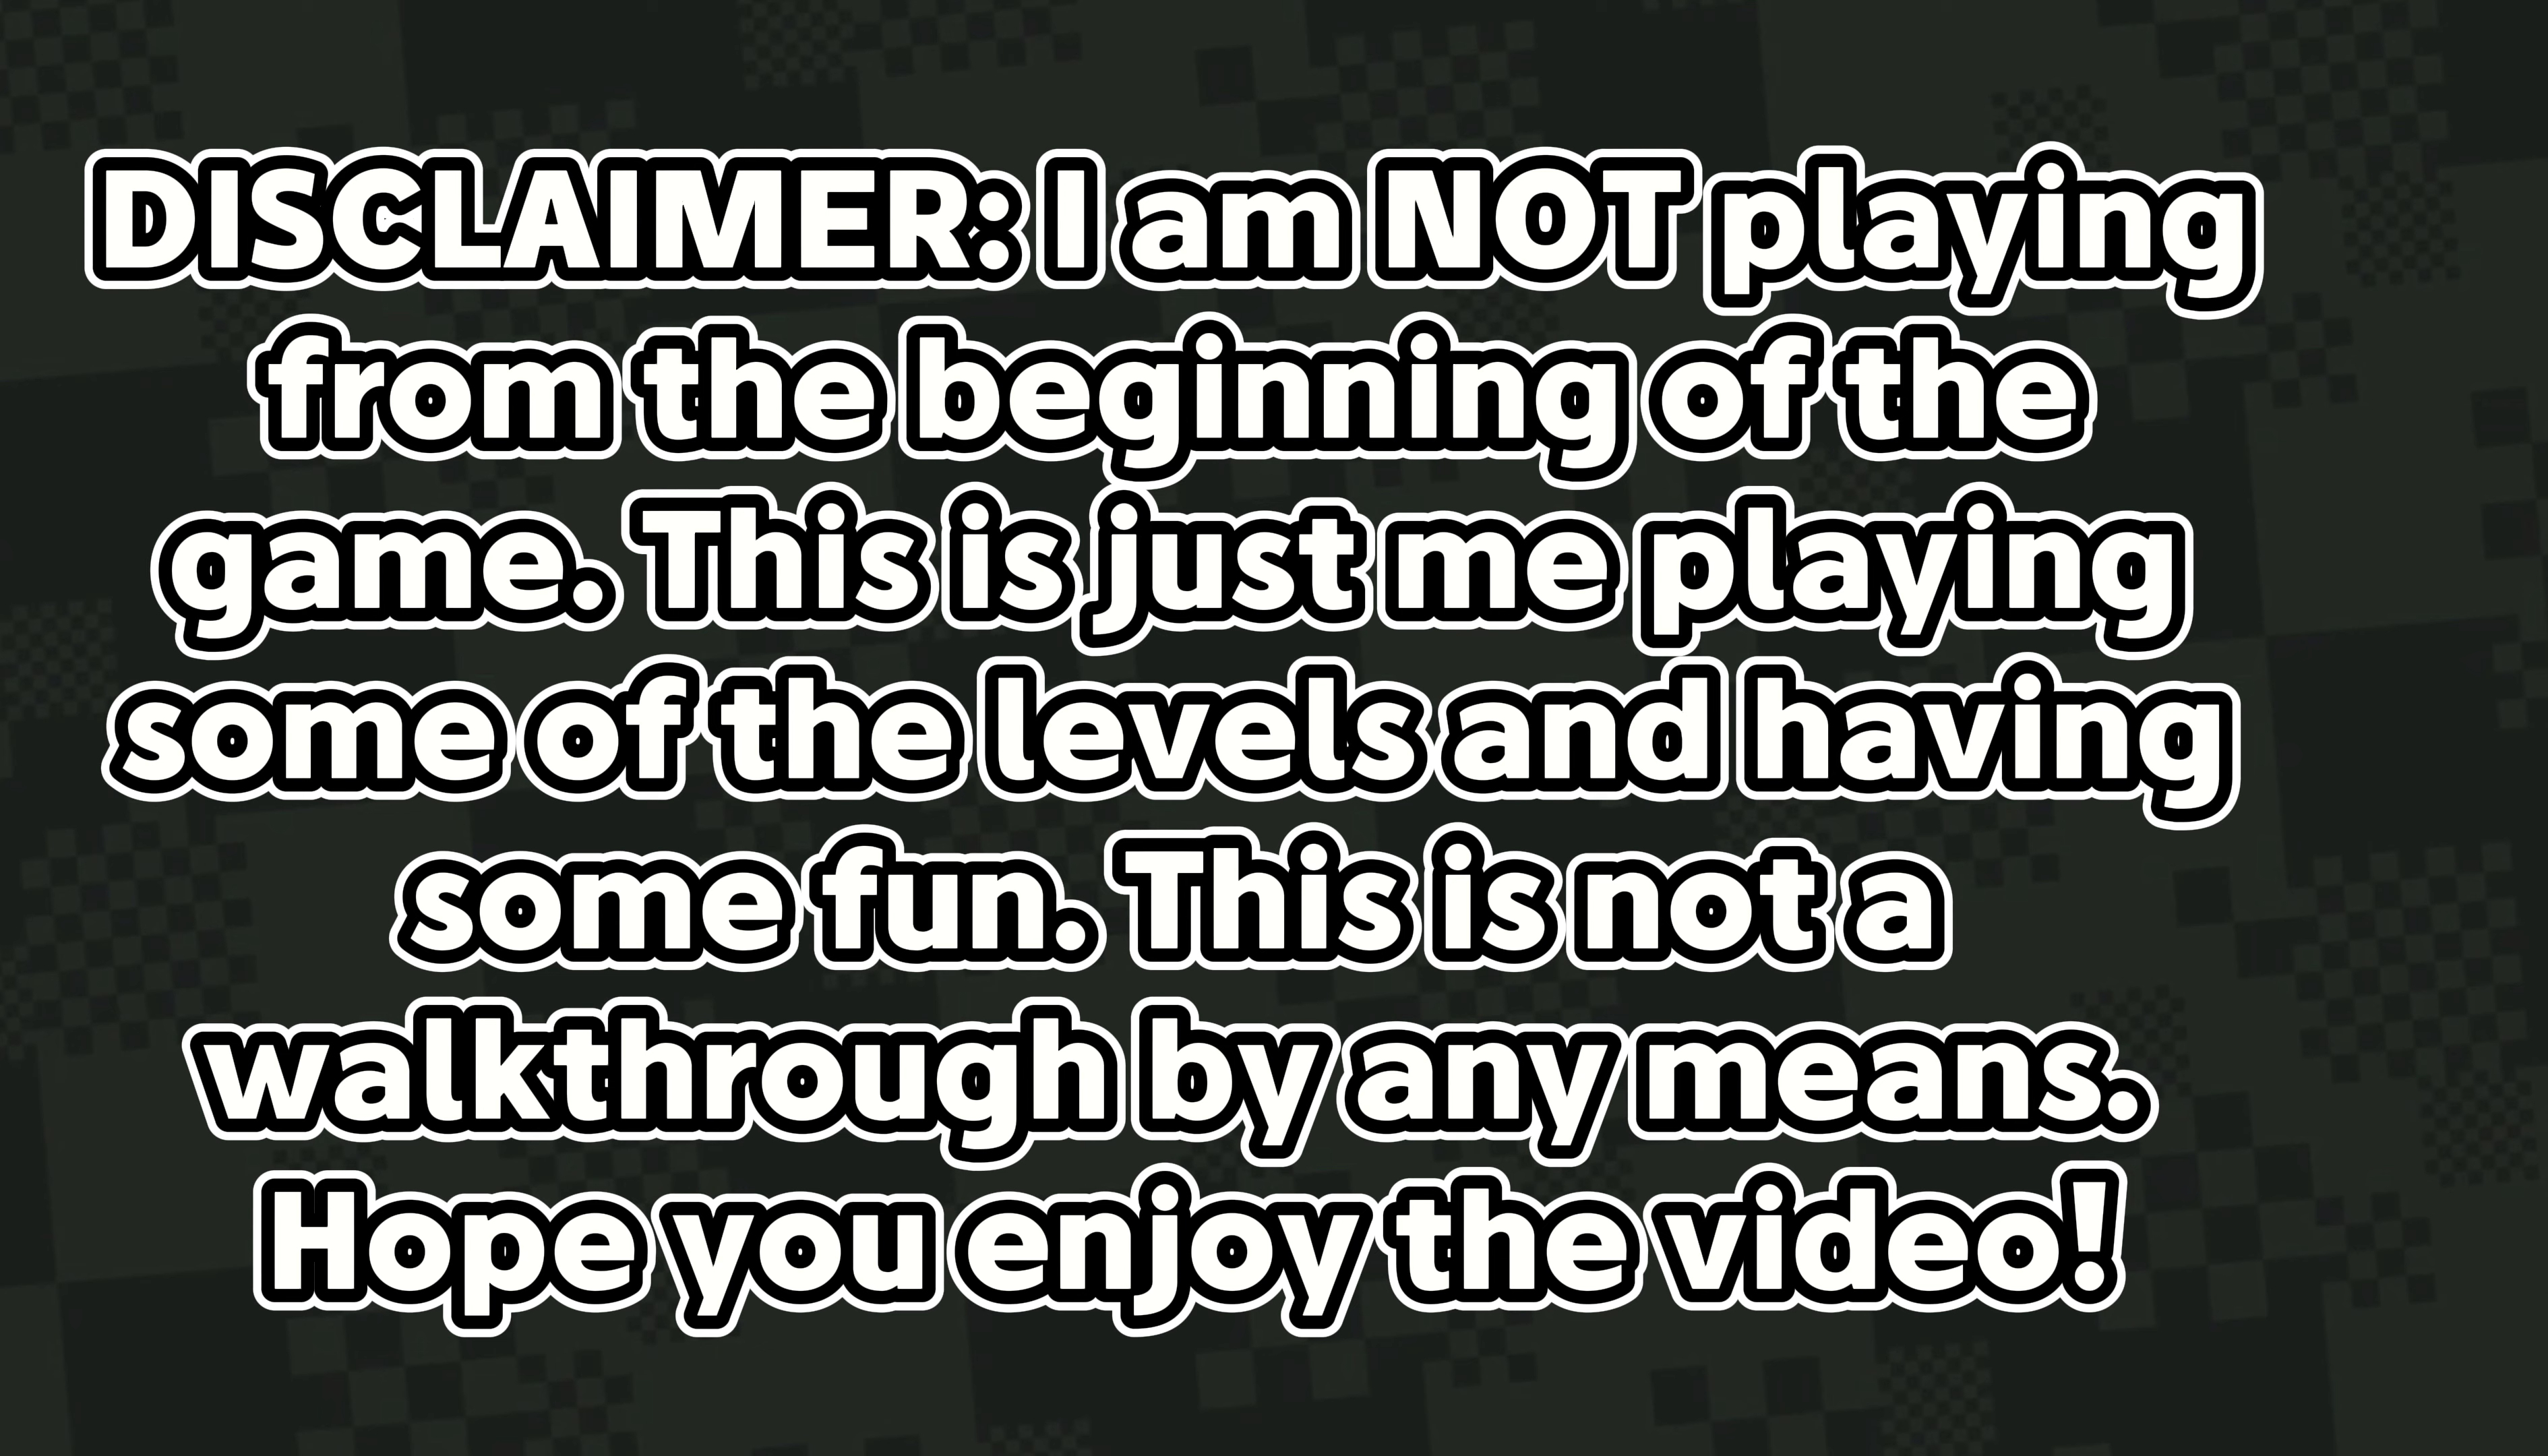 DISCLAIMER: I am NOT playing
from the beginning of the
game. This is just me playing
some of the levels and having
some fun. This is not a
walkthrough by any means.
Hope you enjoy the video!